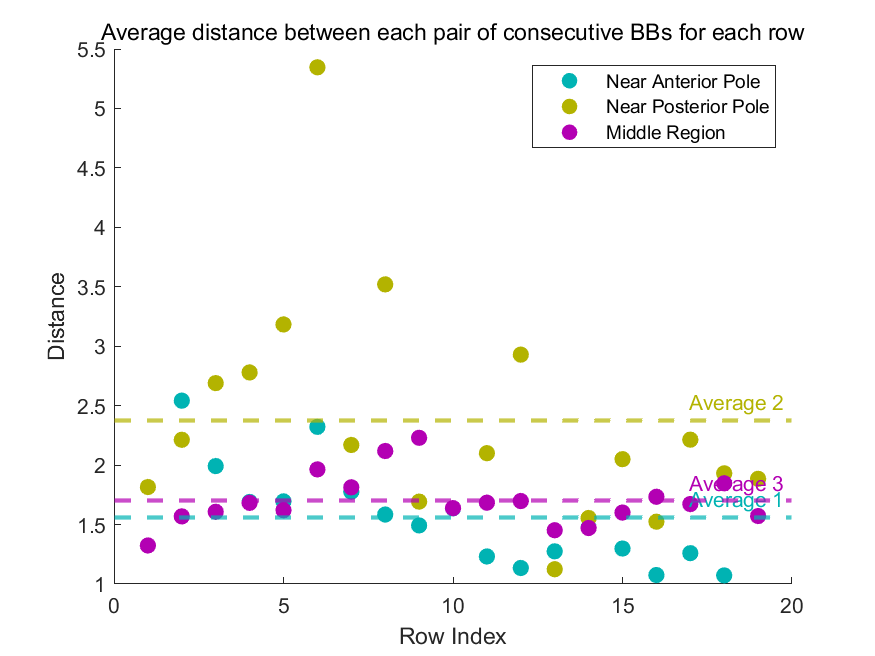 Average distance between each pair of consecutive BBs for each row
5.5
5
4.5
4
3.5
3
2.5
2
1.5
1
Distance
Near Anterior Pole
Near Posterior Pole
Middle Region
Average 2
Average 3
Average 1
0
5
10
15
20
Row Index